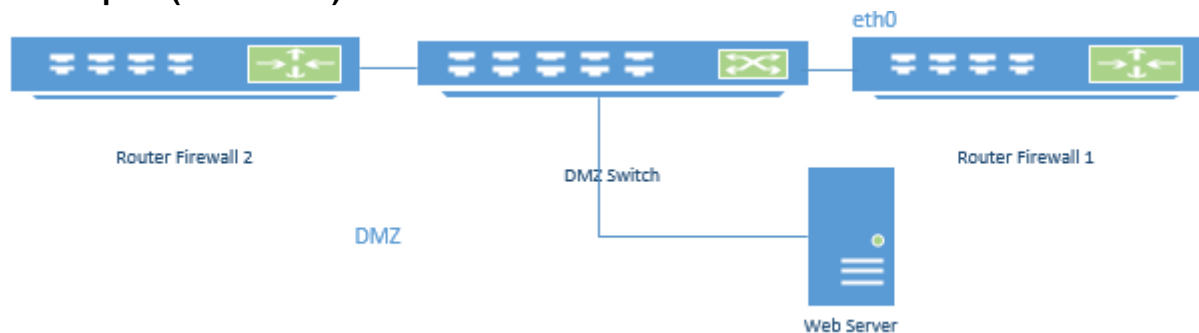 eth0
Router Firewall 2
DMZ Switch
Router Firewall 1
DMZ
Web Server